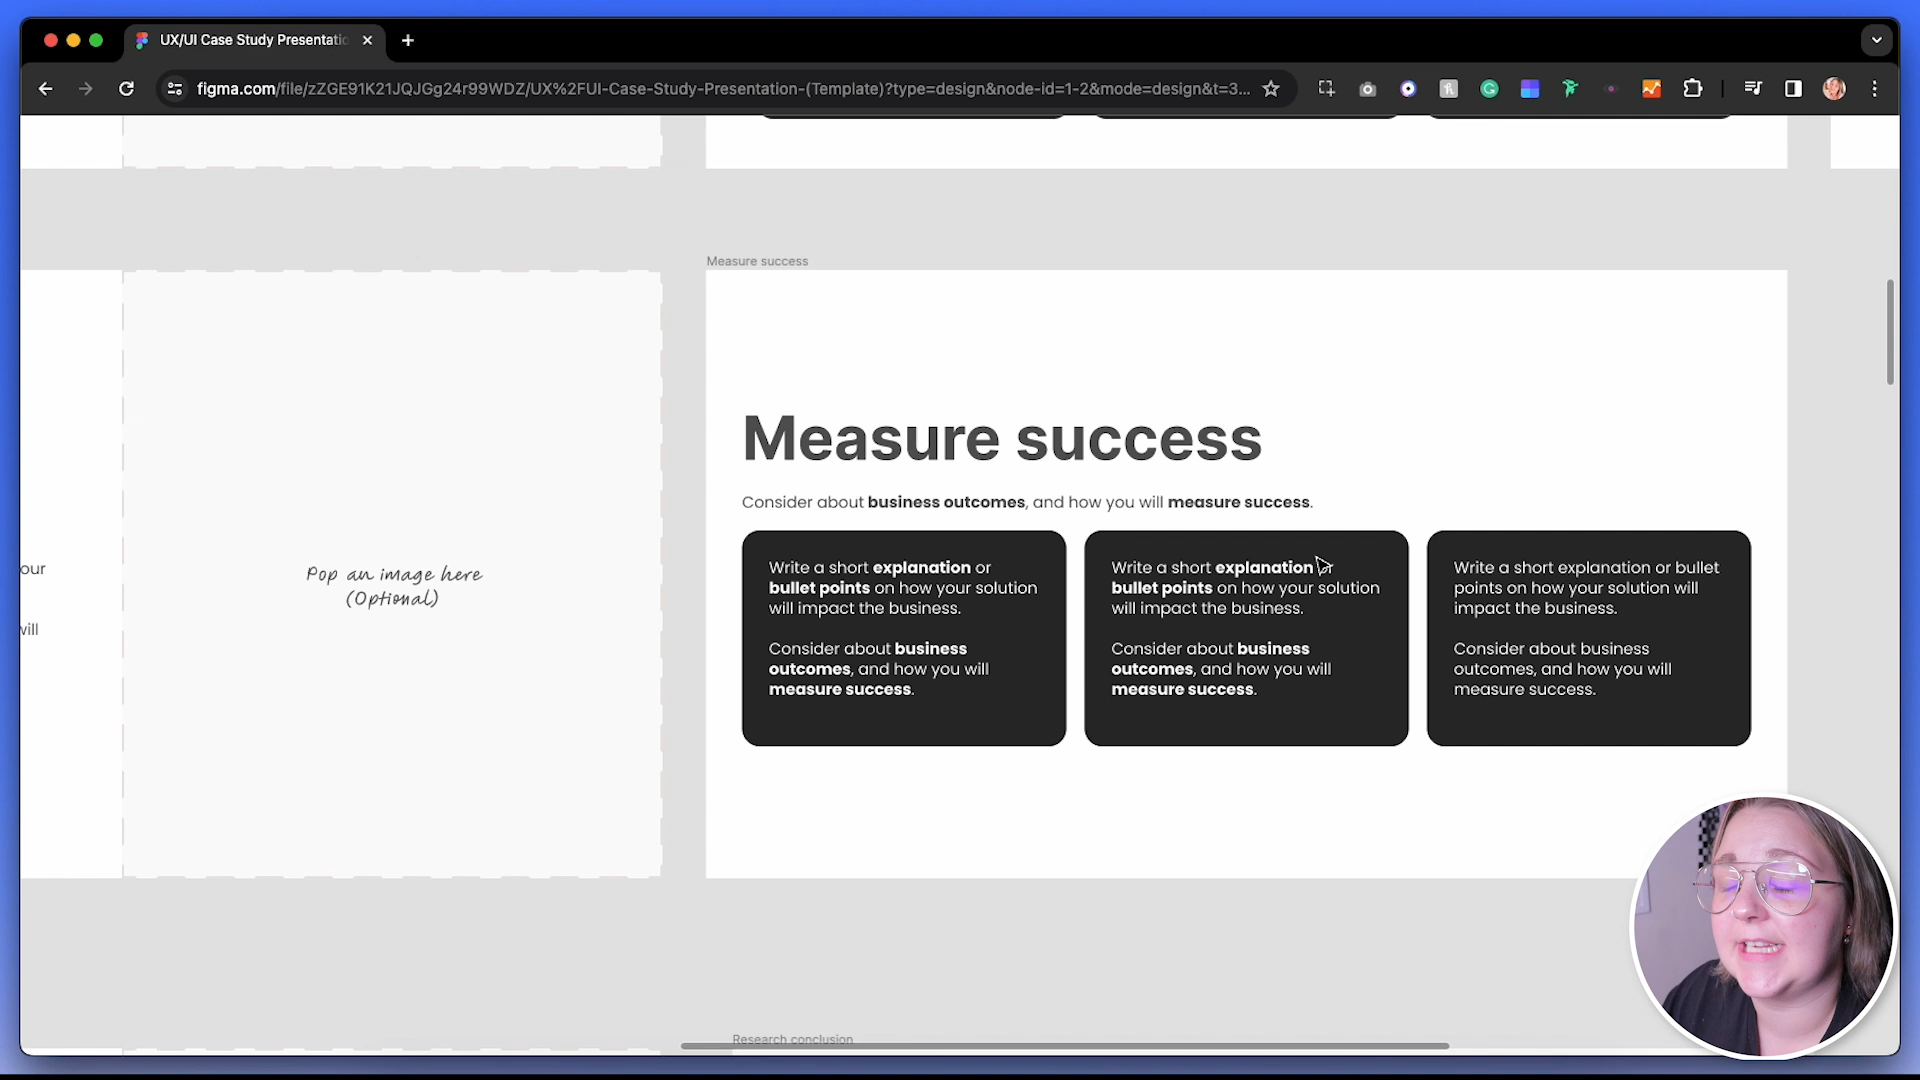 UX/UI Case Study Presentatio
figma.com/file/zZGE91K21JQJGg24r99WDZ/UX%2FUI-Case-Study-Presentation-(Template)?type=design&node-id=1-2&mode=design&t=3...
Measure success
Measure success
Consider about business outcomes, and how you will measure success.
Write a short explanation or
bullet points on how your solution
will impact the business.
Consider about business
outcomes, and how you will
measure success.
Write a short explanation or
bullet points on how your solution
will impact the business.
Consider about business
outcomes, and how you will
measure success.
Write a short explanation or bullet
points on how your solution will
impact the business.
Consider about business
outcomes, and how you will
measure success.
our
will
Pop an image here
(Optional)
Research conclusion